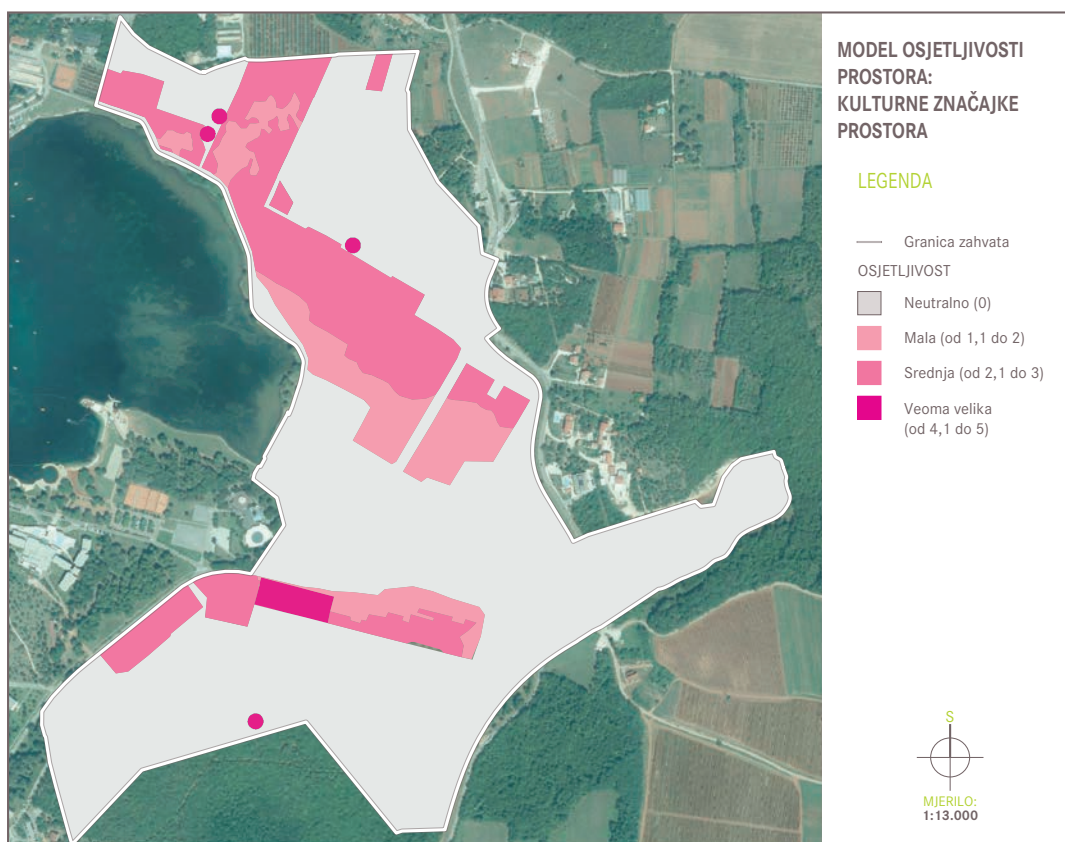 MODEL OSJETLJIVOSTI
PROSTORA:
KULTURNE ZNAČAJKE
PROSTORA
LEGENDA
Granica zahvata
OSJETLJIVOST
Neutralno (0)
Mala (od 1,1 do 2)
Srednja (od 2,1 do 3)
Veoma velika
(od 4,1 do 5)
S
MJERILO:
1:13.000